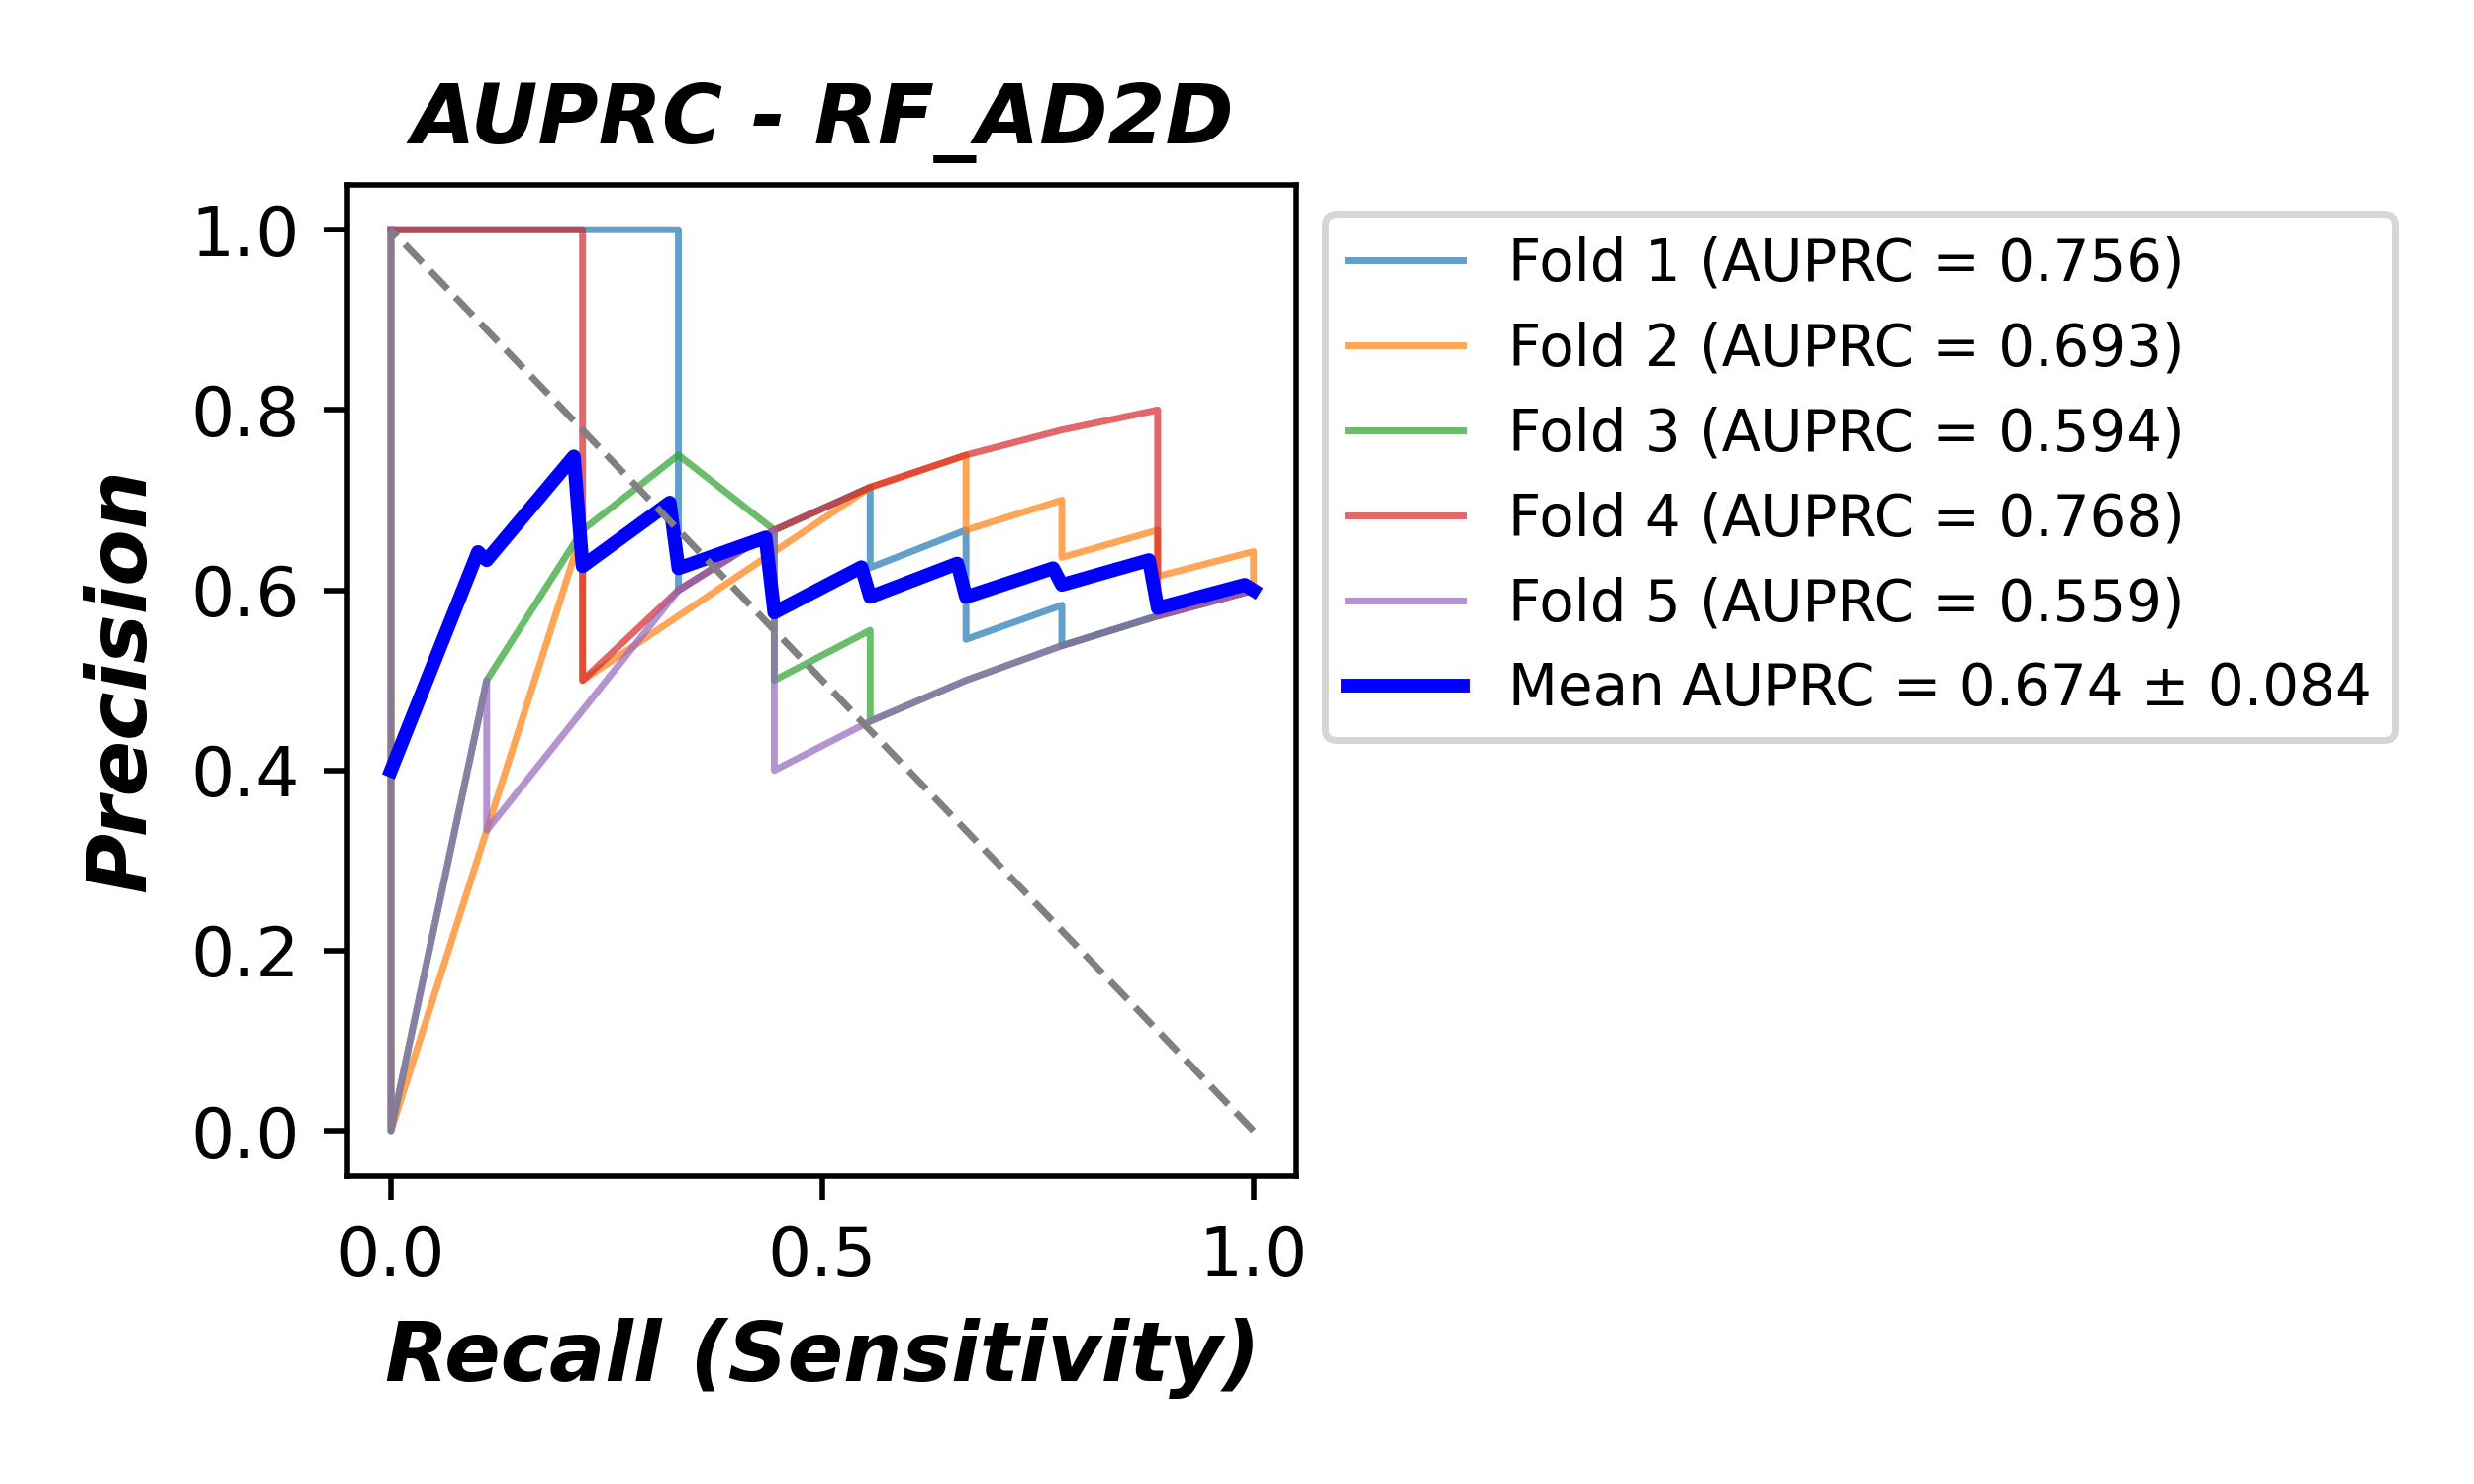 AUPRC - RF_AD2D
Precision
1.0
0.8
0.6
0.4
0.2
0.0
0.0 0.5 1.0
Recall (Sensitivity)
Fold 1 (AUPRC = 0.756)
Fold 2 (AUPRC = 0.693)
Fold 3 (AUPRC = 0.594)
Fold 4 (AUPRC = 0.768)
Fold 5 (AUPRC = 0.559)
Mean AUPRC = 0.674 ± 0.084